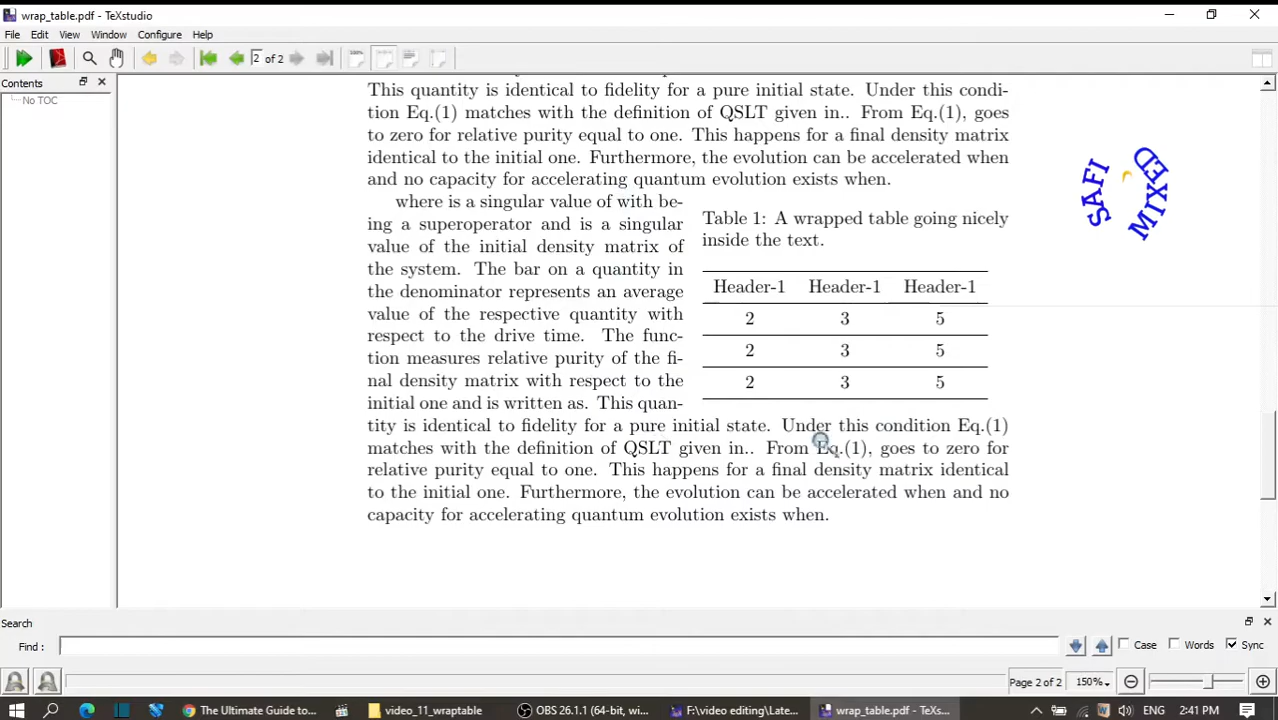 wrap_table.pdf - TeXstudio
File Edit View Window Configure Help
2 of 2
Contents
No TOC
This quantity is identical to fidelity for a pure initial state. Under this condi-
tion Eq.(1) matches with the definition of QSLT given in.. From Eq.(1), goes
to zero for relative purity equal to one. This happens for a final density matrix
identical to the initial one. Furthermore, the evolution can be accelerated when
and no capacity for accelerating quantum evolution exists when.
where is a singular value of with be-
ing a superoperator and is a singular
value of the initial density matrix of
the system. The bar on a quantity in
the denominator represents an average
value of the respective quantity with
respect to the drive time. The func-
tion measures relative purity of the fi-
nal density matrix with respect to the
initial one and is written as. This quan-
Table 1: A wrapped table going nicely
inside the text.
Header-1 Header-1 Header-1
2 3 5
2 3 5
2 3 5
tity is identical to fidelity for a pure initial state. Under this condition Eq.(1)
matches with the definition of QSLT given in.. From Eq.(1), goes to zero for
relative purity equal to one. This happens for a final density matrix identical
to the initial one. Furthermore, the evolution can be accelerated when and no
capacity for accelerating quantum evolution exists when.
SAFI
MIXED
Search
Find :
Case Words Sync
Page 2 of 2 150%
The Ultimate Guide to... video_11_wraptable OBS 26.1.1 (64-bit, wi... F:\video editing\Late... wrap_table.pdf - TeXs... 2:41 PM